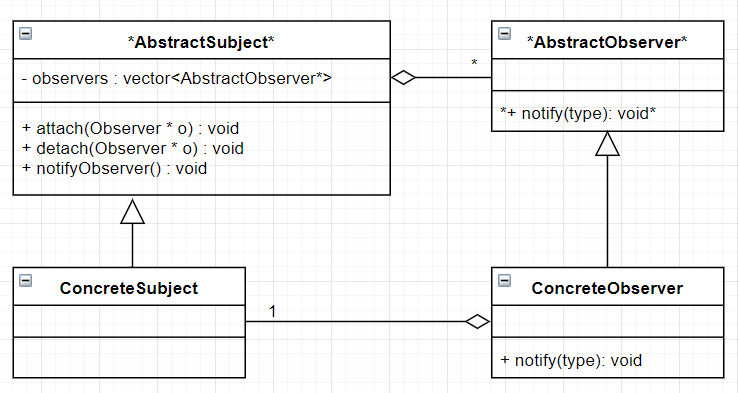 *AbstractSubject*
- observers : vector<AbstractObserver*>
+ attach(Observer * o) : void
+ detach(Observer * o) : void
+ notifyObserver() : void
*
*AbstractObserver*
*+ notify(type): void*
ConcreteSubject
1
ConcreteObserver
+ notify(type): void